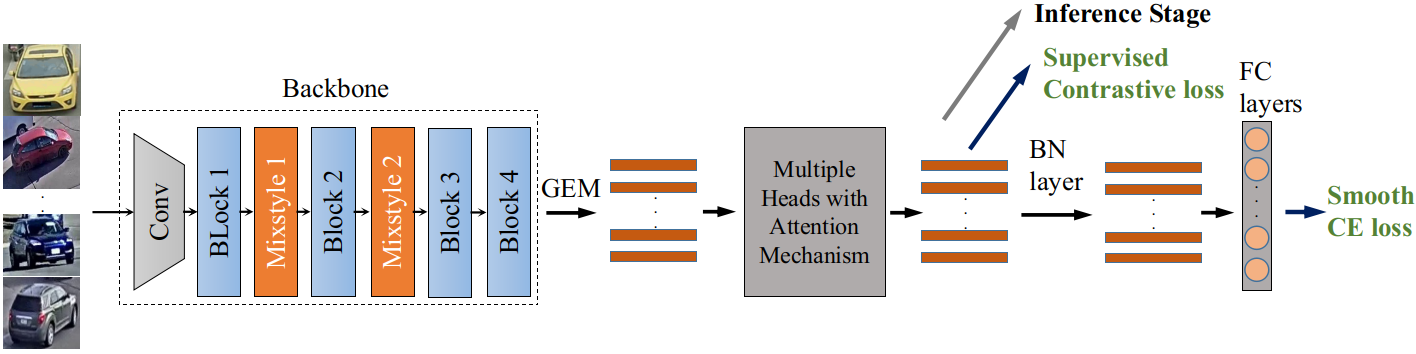 Inference Stage
Supervised
Contrastive loss
FC
layers
Backbone
Conv
BLock 1
Mixstyle 1
Block 2
Mixstyle 2
Block 3
Block 4
GEM
Multiple
Heads with
Attention
Mechanism
BN
layer
Smooth
CE loss